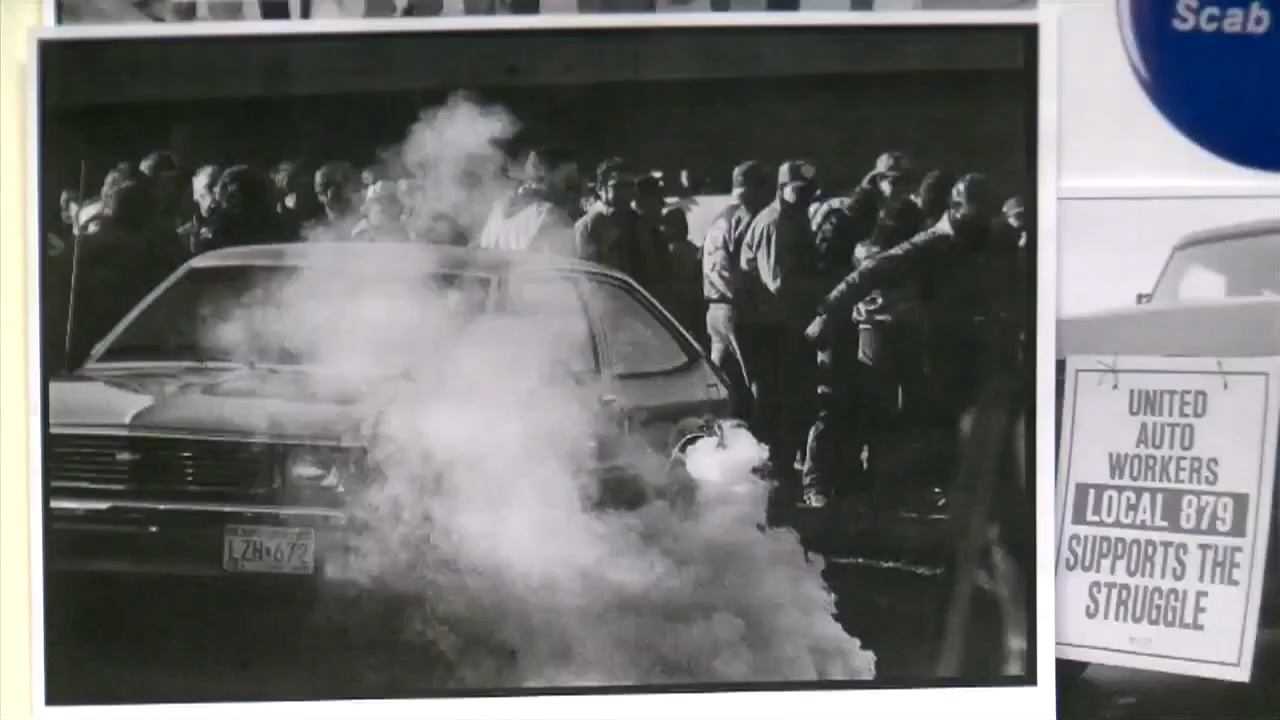 Scab
LZN 672
UNITED
AUTO
WORKERS
LOCAL 879
SUPPORTS THE
STRUGGLE